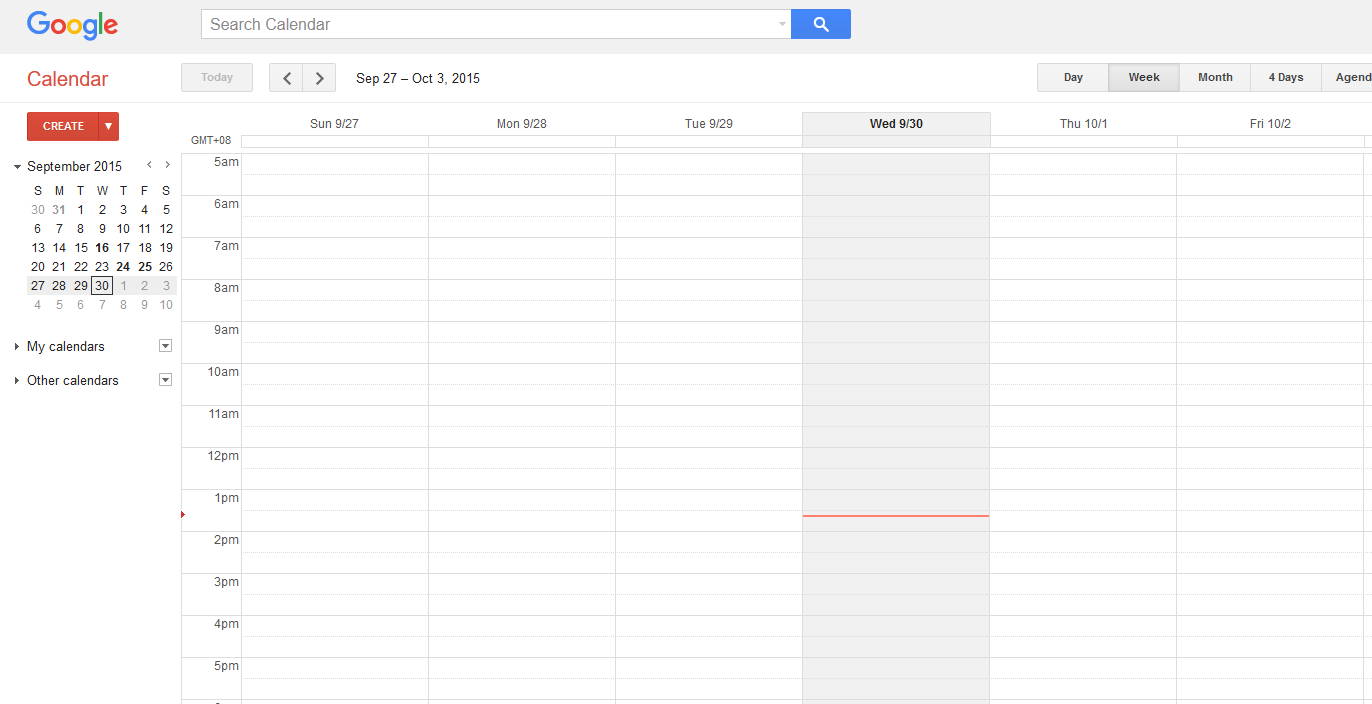 Google
Search Calendar
Calendar
Today
Sep 27 – Oct 3, 2015
Day Week Month 4 Days Agend
CREATE
September 2015
S M T W T F S
30 31 1 2 3 4 5
6 7 8 9 10 11 12
13 14 15 16 17 18 19
20 21 22 23 24 25 26
27 28 29 30 1 2 3
4 5 6 7 8 9 10
My calendars
Other calendars
Sun 9/27 Mon 9/28 Tue 9/29 Wed 9/30 Thu 10/1 Fri 10/2
GMT+08
5am
6am
7am
8am
9am
10am
11am
12pm
1pm
2pm
3pm
4pm
5pm